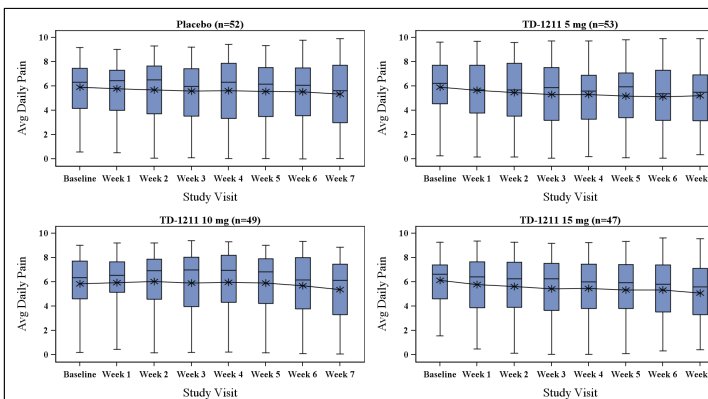 Placebo (n=52)
10
8
6
4
2
0
Avg Daily Pain
Baseline Week 1 Week 2 Week 3 Week 4 Week 5 Week 6 Week 7
Study Visit
TD-1211 5 mg (n=53)
10
8
6
4
2
0
Avg Daily Pain
Baseline Week 1 Week 2 Week 3 Week 4 Week 5 Week 6 Week
Study Visit
TD-1211 10 mg (n=49)
10
8
6
4
2
0
Avg Daily Pain
Baseline Week 1 Week 2 Week 3 Week 4 Week 5 Week 6 Week 7
Study Visit
TD-1211 15 mg (n=47)
10
8
6
4
2
0
Avg Daily Pain
Baseline Week 1 Week 2 Week 3 Week 4 Week 5 Week 6 Week
Study Visit